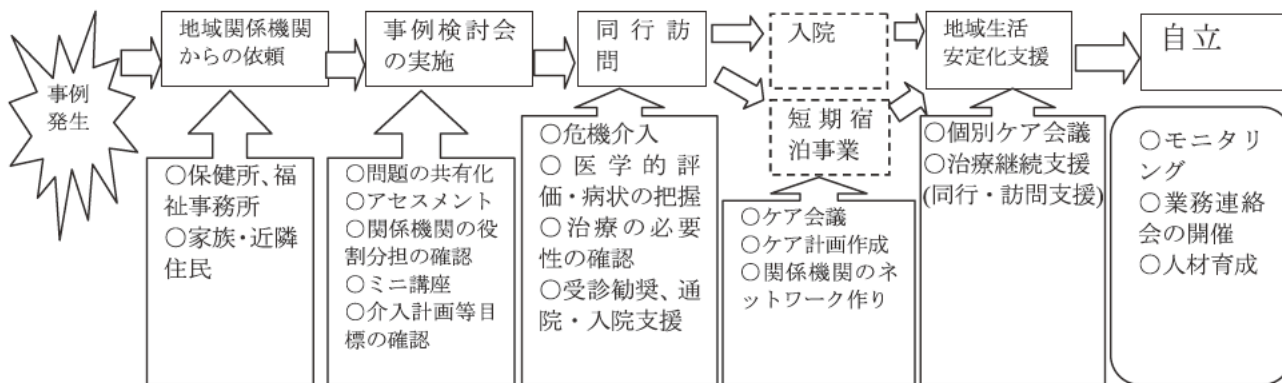 事例
発生
地域関係機関
からの依頼
事例検討会
の実施
同行訪
問
入院
短期宿
泊事業
地域生活
安定化支援
自立
○保健所、福
祉事務所
○家族・近隣
住民
○問題の共有化
○アセスメント
○関係機関の役
割分担の確認
○ミニ講座
○介入計画等目
標の確認
○危機介入
○医学的評
価・病状の把握
○治療の必要
性の確認
○受診勧奨、通
院・入院支援
○ケア会議
○ケア計画作成
○関係機関のネ
ットワーク作り
○個別ケア会議
○治療継続支援
(同行・訪問支援)
○モニタリ
ング
○業務連絡
会の開催
○人材育成